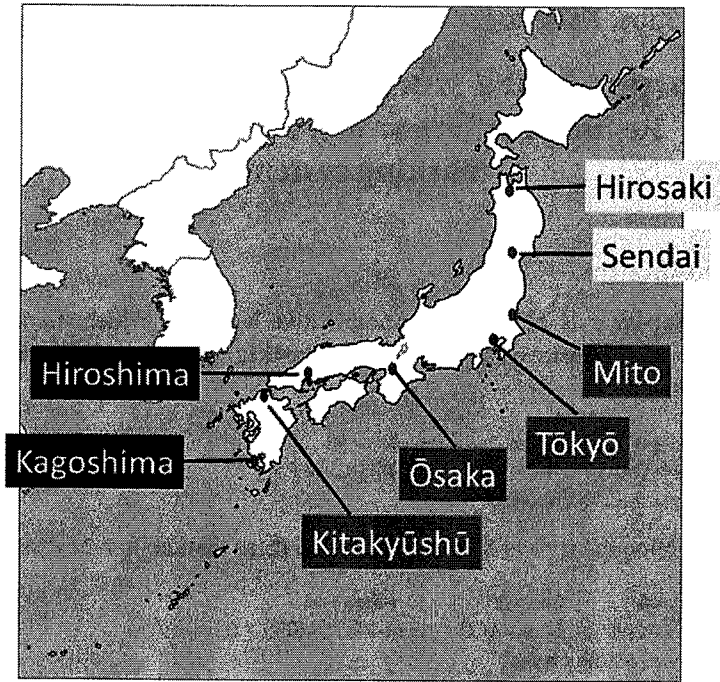 Hirosaki
Sendai
Mito
Hiroshima
Tōkyō
Kagoshima
Ōsaka
Kitakyūshū